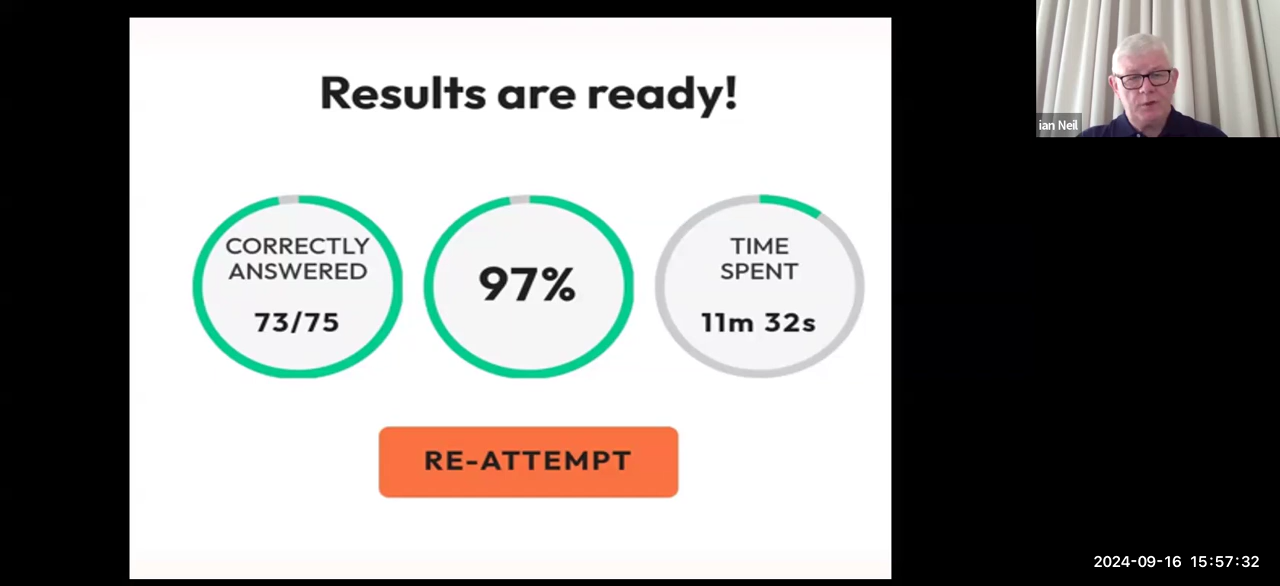 Results are ready!
CORRECTLY
ANSWERED
73/75
97%
TIME
SPENT
11m 32s
RE-ATTEMPT
ian Neil
2024-09-16 15:57:32